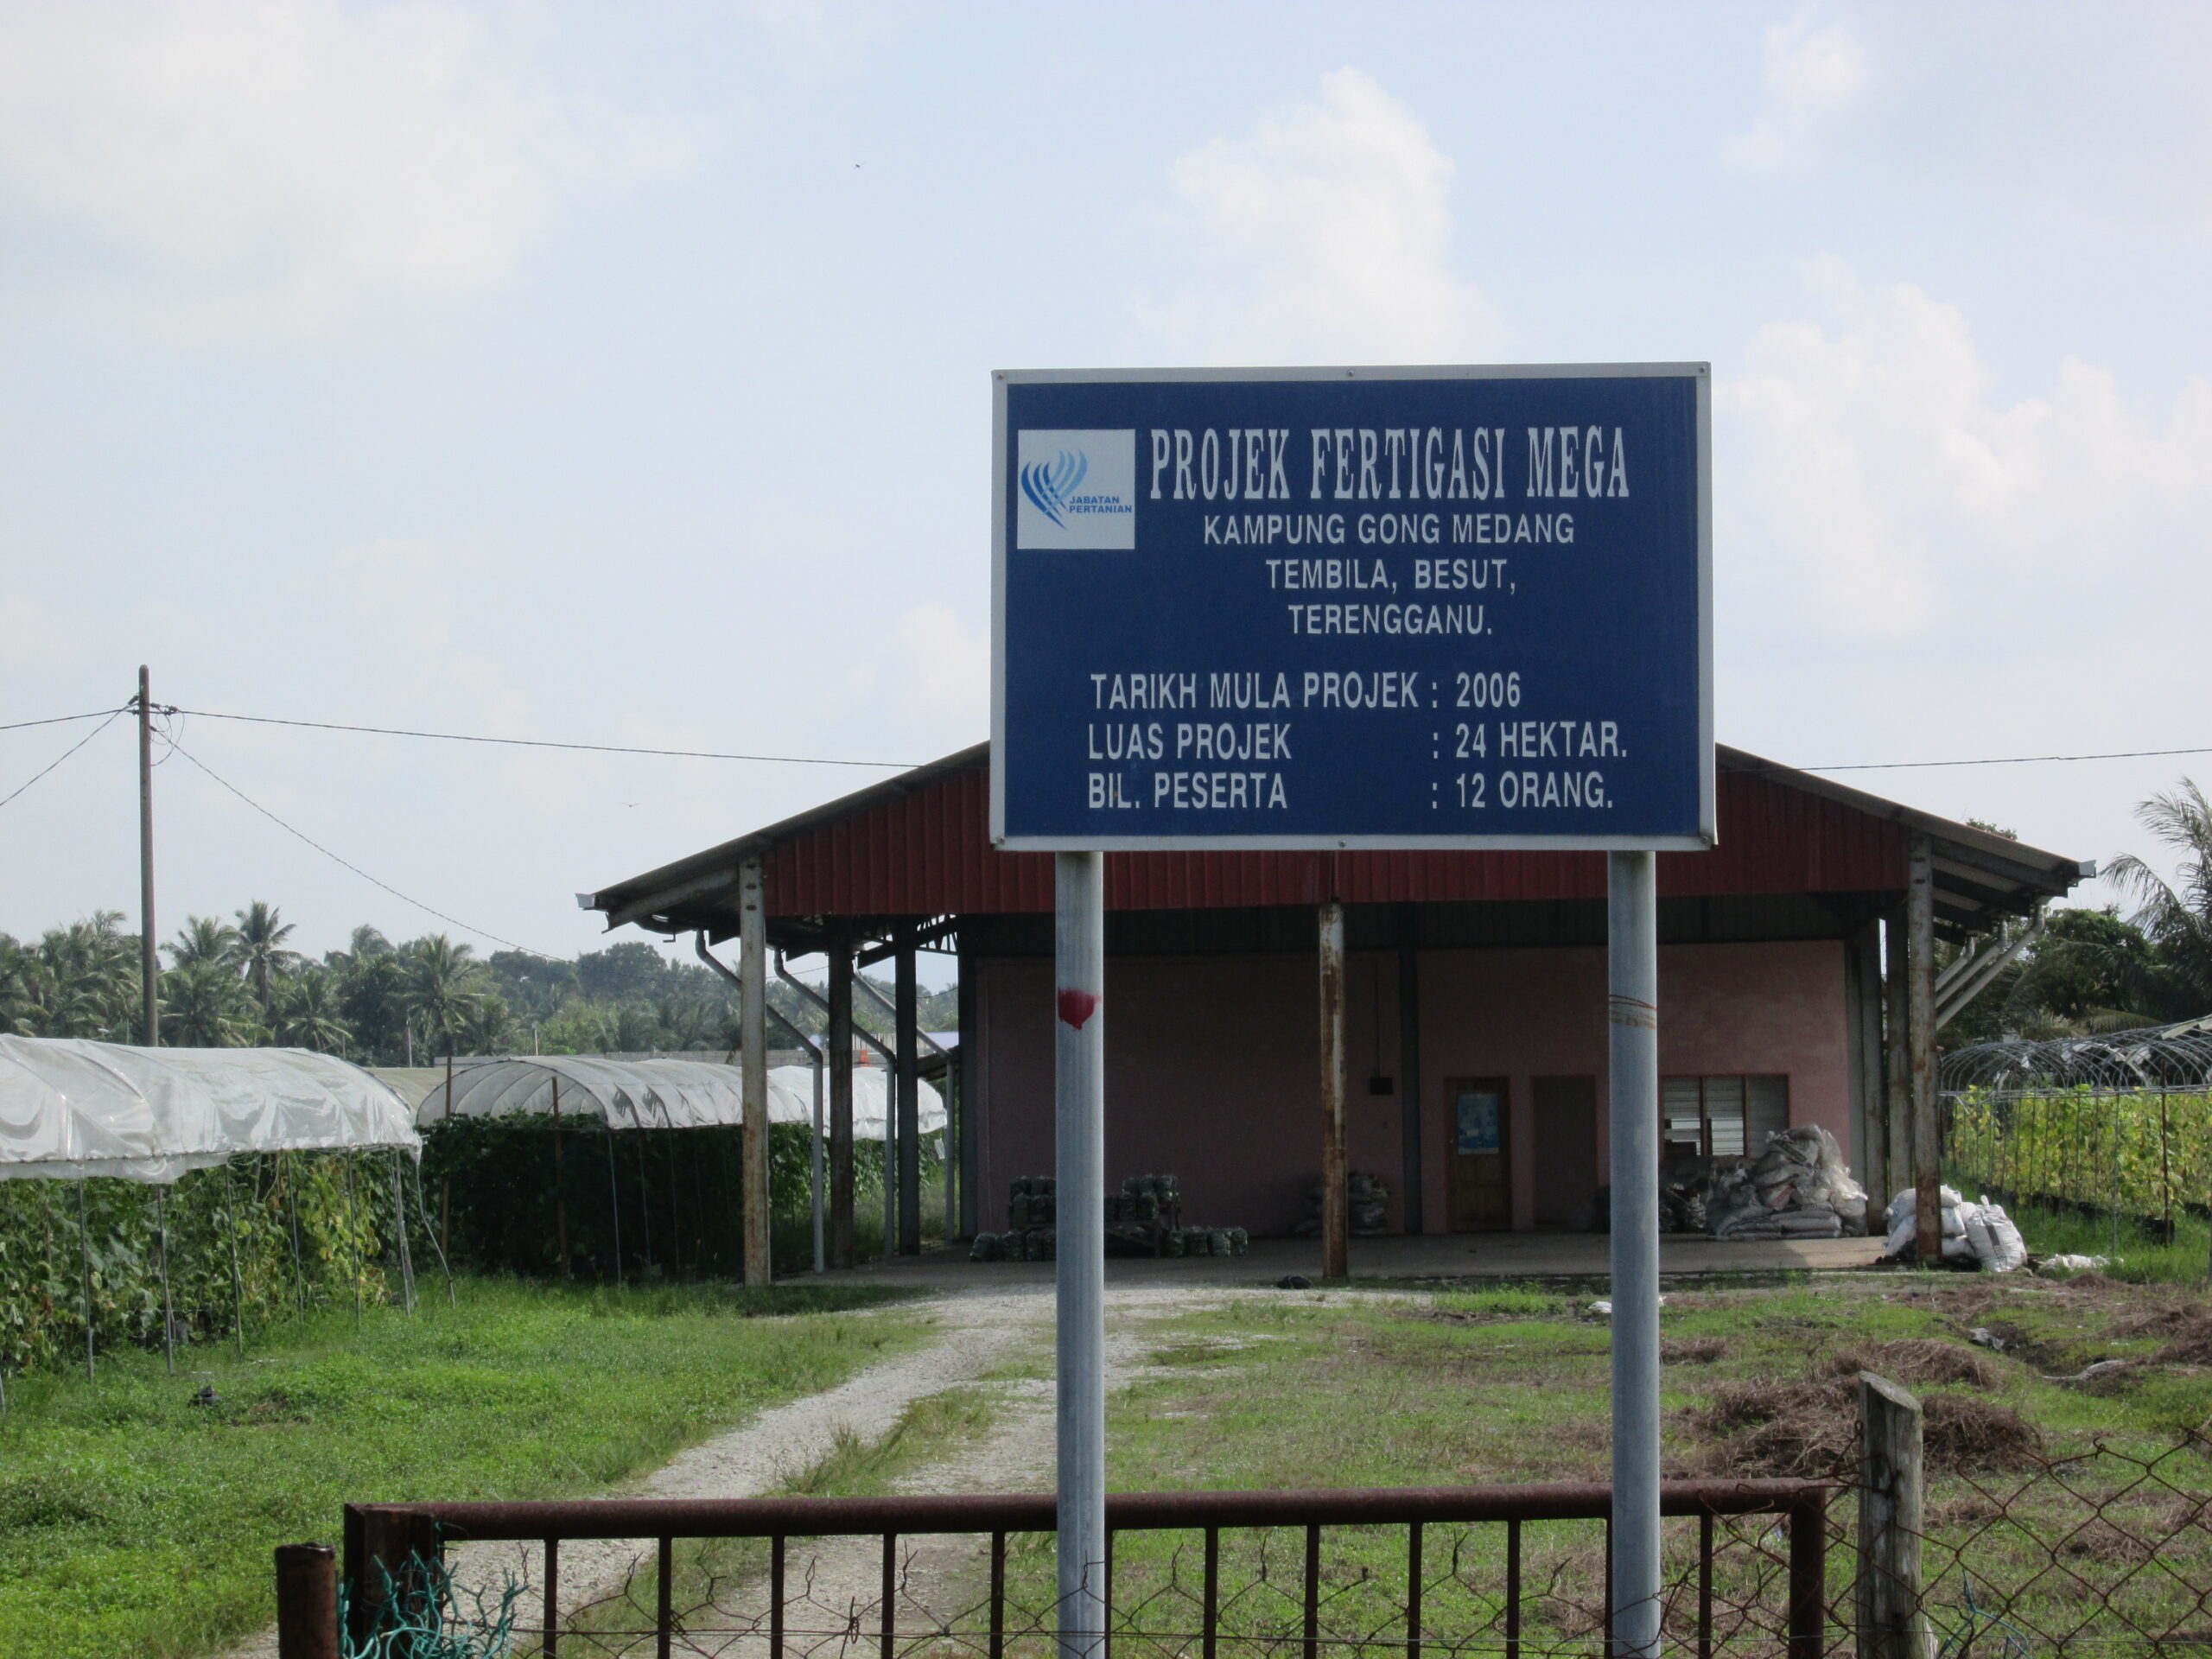 JABATAN
PERTANIAN
PROJEK FERTIGASI MEGA
KAMPUNG GONG MEDANG
TEMBILA, BESUT,
TERENGGANU.
TARIKH MULA PROJEK : 2006
LUAS PROJEK : 24 HEKTAR.
BIL. PESERTA : 12 ORANG.